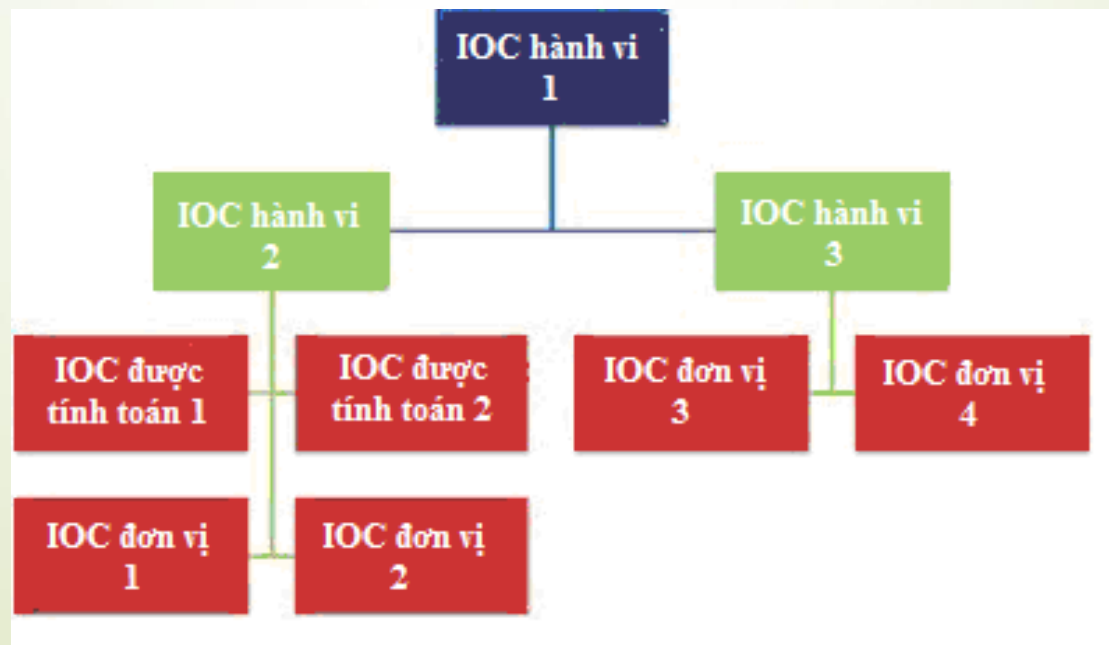 IOC hành vi
1
IOC hành vi
2
IOC hành vi
3
IOC được
tính toán 1
IOC được
tính toán 2
IOC đơn vị
3
IOC đơn vị
4
IOC đơn vị
1
IOC đơn vị
2